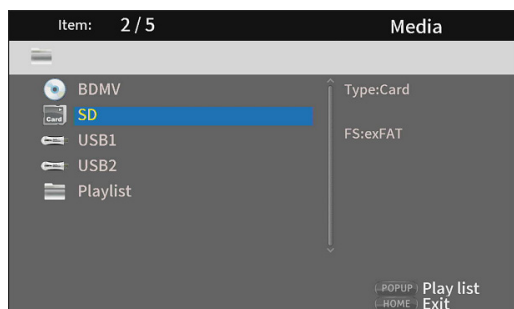 Item: 2/5 Media
BDMV
Type:Card
Card SD
FS:exFAT
USB1
USB2
Playlist
POPUP Play list
HOME Exit